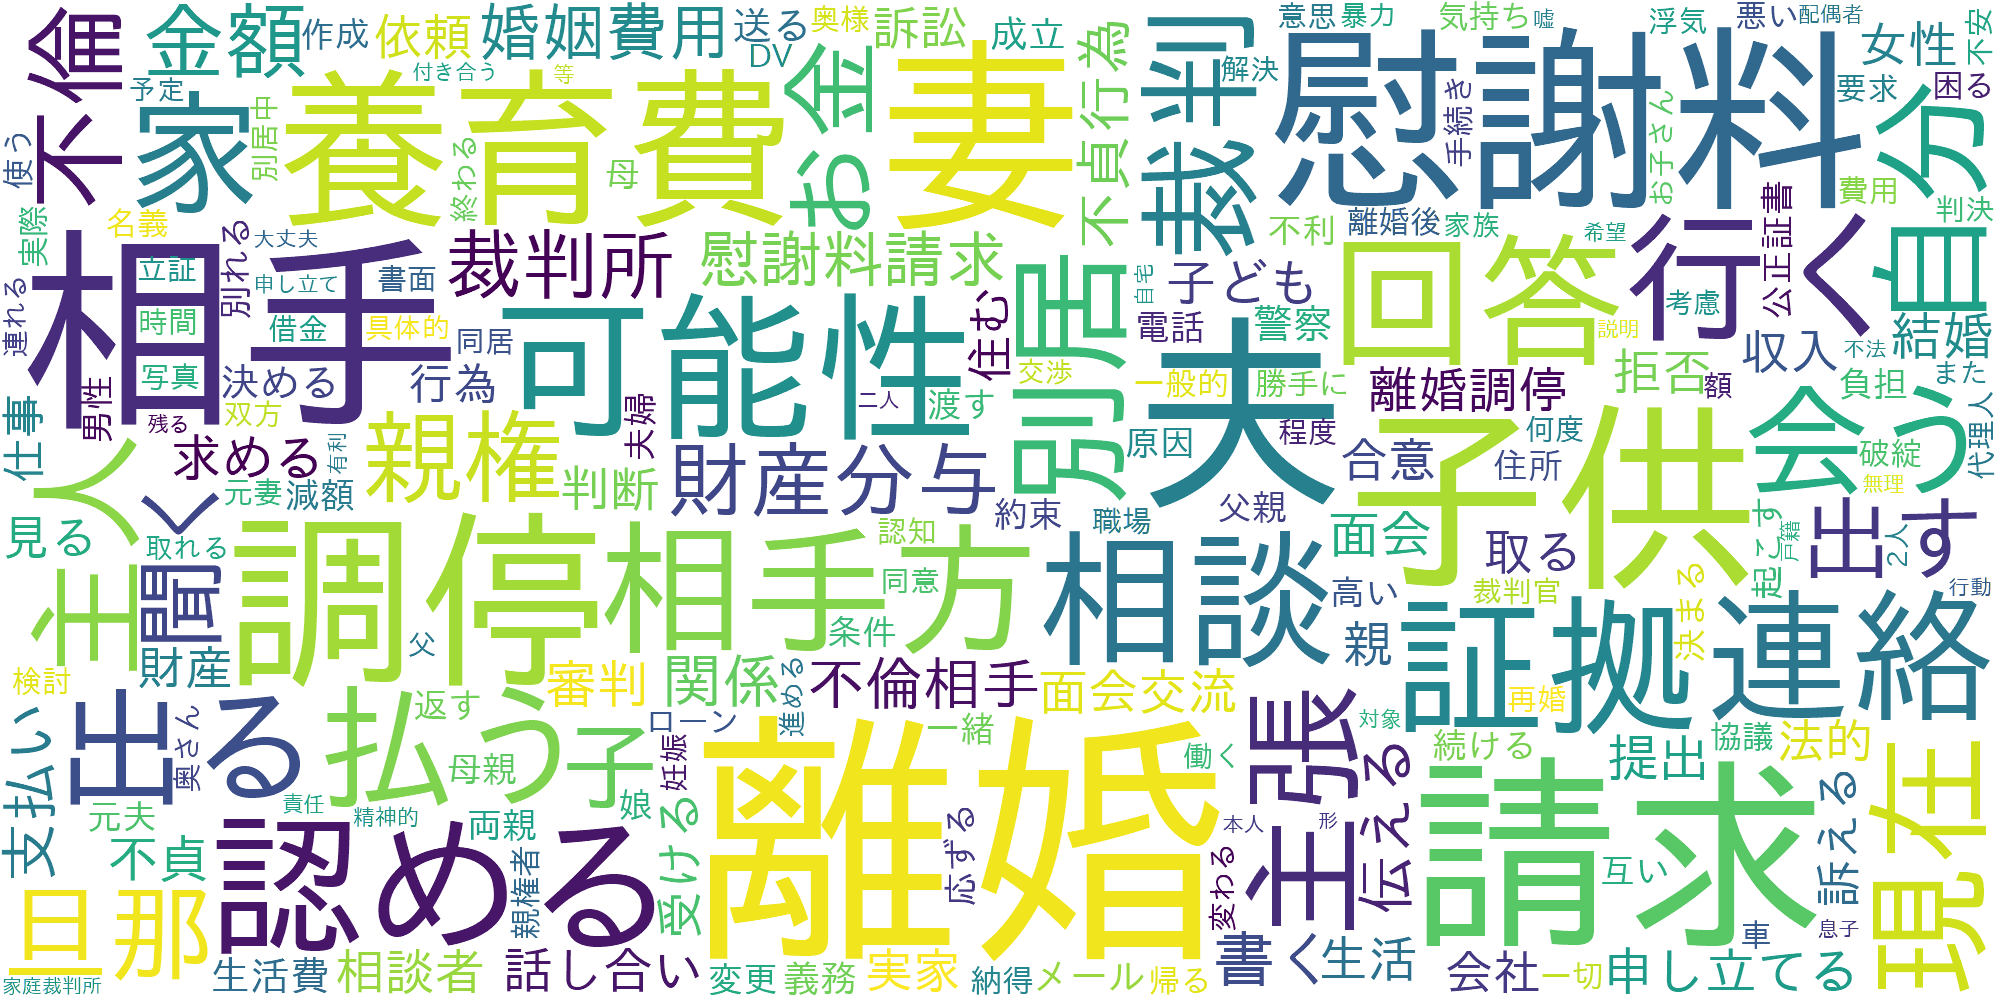 不倫
金額
作成
依頼
婚姻費用
送る
奥様
訴訟
成立
意思
暴力
気持ち
浮気
悪い
配偶者
DV
付き合う
等
不貞行為
裁判
解決
慰謝料
女性
不安
予定
家
養育費
お金
妻
要求
困る
別居中
終わる
母
手続き
お子さん
自分
使う
名義
実際
大丈夫
別れる
立証
申し立て
書面
裁判所
慰謝料請求
別居
自宅
子ども
不利
離婚後
家族
希望
回答
行く
公正証書
費用
判決
連れる
相手
時間
借金
具体的
同居
可能性
住む
電話
警察
夫
考慮
説明
収入
結婚
不法
写真
決める
行為
交渉
一般的
勝手に
離婚調停
拒否
額
負担
また
男性
残る
双方
夫婦
二人
渡す
原因
程度
何度
子供
会う
仕事
主人
求める
有利
親権
判断
財産分与
合意
住所
破綻
代理人
聞く
元妻
減額
約束
職場
父親
面会
取る
無理
出す
見る
取れる
調停
相手方
認知
同意
相談
高い
裁判官
証拠
決まる
起こす
戸籍
2人
連絡
行動
財産
父
条件
親
検討
在る
払う
審判
関係
不倫相手
面会交流
再婚
支払い
奥さん
返す
ローン
進める
一緒
主張
対象
続ける
提出
協議
法的
現在
母親
子
妊娠
離婚
働く
伝える
請求
元夫
責任
精神的
両親
娘
本人
形
不貞
認める
親権者
受ける
応ずる
変わる
互い
訴える
旦那
家庭裁判所
生活費
相談者
話し合い
変更
義務
実家
納得
メール
帰る
書く
生活
会社
一切
申し立てる
車
息子